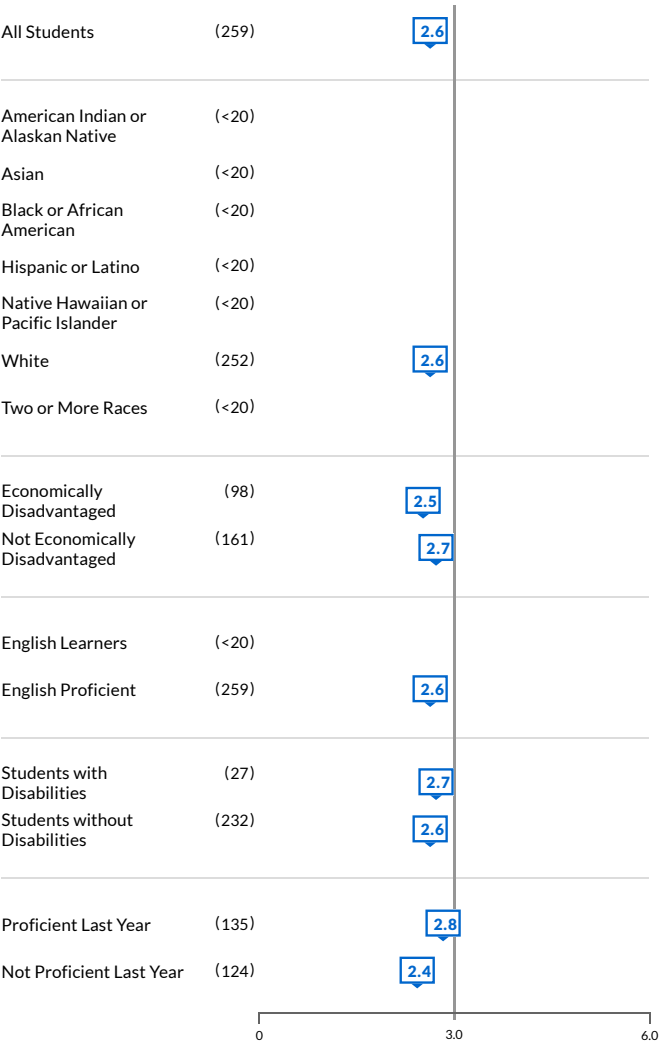 All Students (259) 2.6
American Indian or (<20)
Alaskan Native
Asian (<20)
Black or African (<20)
American
Hispanic or Latino (<20)
Native Hawaiian or (<20)
Pacific Islander
White (252) 2.6
Two or More Races (<20)
Economically (98) 2.5
Disadvantaged
Not Economically (161) 2.7
Disadvantaged
English Learners (<20)
English Proficient (259) 2.6
Students with (27) 2.7
Disabilities
Students without (232) 2.6
Disabilities
Proficient Last Year (135) 2.8
Not Proficient Last Year (124) 2.4
0 3.0 6.0